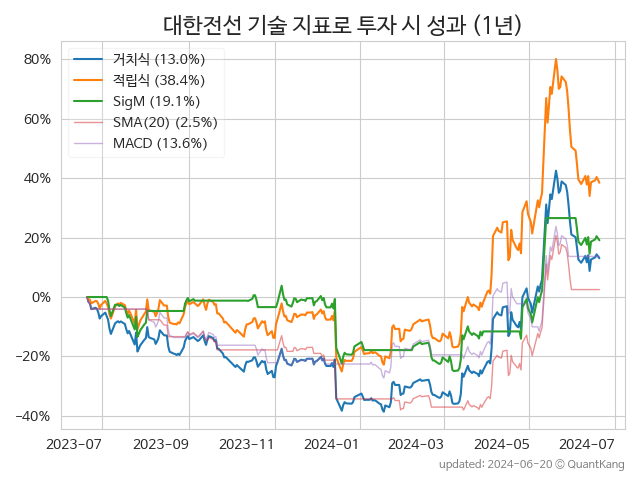 대한전선 기술 지표로 투자 시 성과 (1년)
거치식 (13.0%)
적립식 (38.4%)
SigM (19.1%)
SMA(20) (2.5%)
MACD (13.6%)
80%
60%
40%
20%
0%
−20%
−40%
2023-07 2023-09 2023-11 2024-01 2024-03 2024-05 2024-07
updated: 2024-06-20 © QuantKang